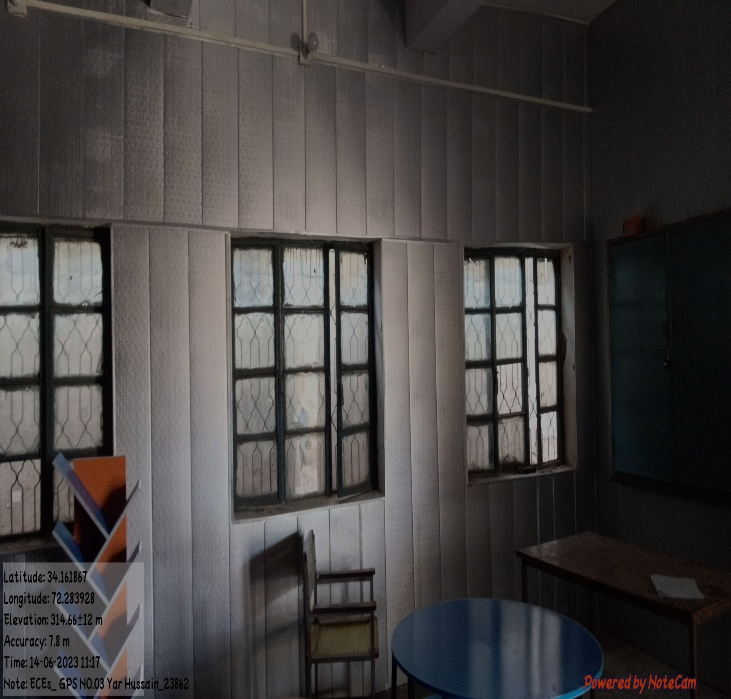 Latitude: 34.161867
Longitude: 72.283928
Elevation: 314.66±12 m
Accuracy: 7.8 m
Time: 14-06-2023 11:17
Note: ECEs_ GPS NO.03 Yar Hussain_23862
Powered by NoteCam